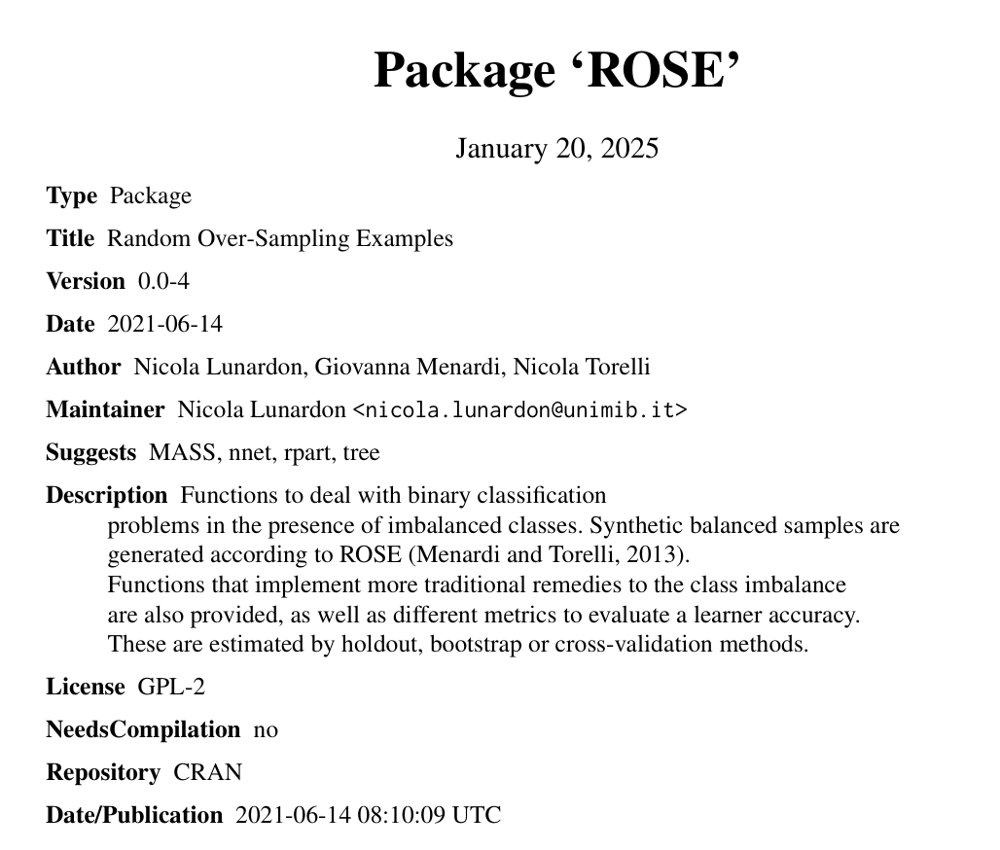 Package ‘ROSE’
January 20, 2025
Type Package
Title Random Over-Sampling Examples
Version 0.0-4
Date 2021-06-14
Author Nicola Lunardon, Giovanna Menardi, Nicola Torelli
Maintainer Nicola Lunardon <nicola.lunardon@unimib.it>
Suggests MASS, nnet, rpart, tree
Description Functions to deal with binary classification
problems in the presence of imbalanced classes. Synthetic balanced samples are
generated according to ROSE (Menardi and Torelli, 2013).
Functions that implement more traditional remedies to the class imbalance
are also provided, as well as different metrics to evaluate a learner accuracy.
These are estimated by holdout, bootstrap or cross-validation methods.
License GPL-2
NeedsCompilation no
Repository CRAN
Date/Publication 2021-06-14 08:10:09 UTC